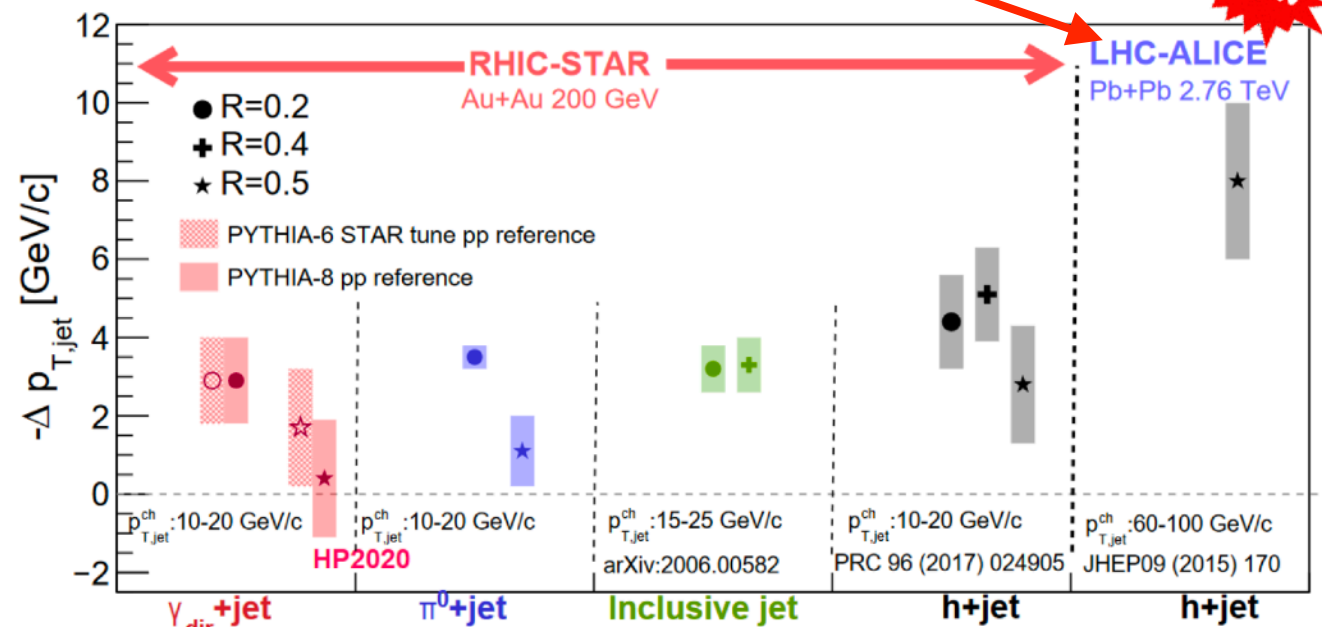 12
10
8
6
4
2
0
−2
-Δ p_T,jet [GeV/c]
RHIC-STAR
Au+Au 200 GeV
LHC-ALICE
Pb+Pb 2.76 TeV
R=0.2
R=0.4
R=0.5
PYTHIA-6 STAR tune pp reference
PYTHIA-8 pp reference
p^ch_T,jet:10-20 GeV/c
p^ch_T,jet:10-20 GeV/c
p^ch_T,jet:15-25 GeV/c
p^ch_T,jet:10-20 GeV/c
p^ch_T,jet:60-100 GeV/c
HP2020
arXiv:2006.00582
PRC 96 (2017) 024905
JHEP09 (2015) 170
γ_dir+jet
π^0+jet
Inclusive jet
h+jet
h+jet